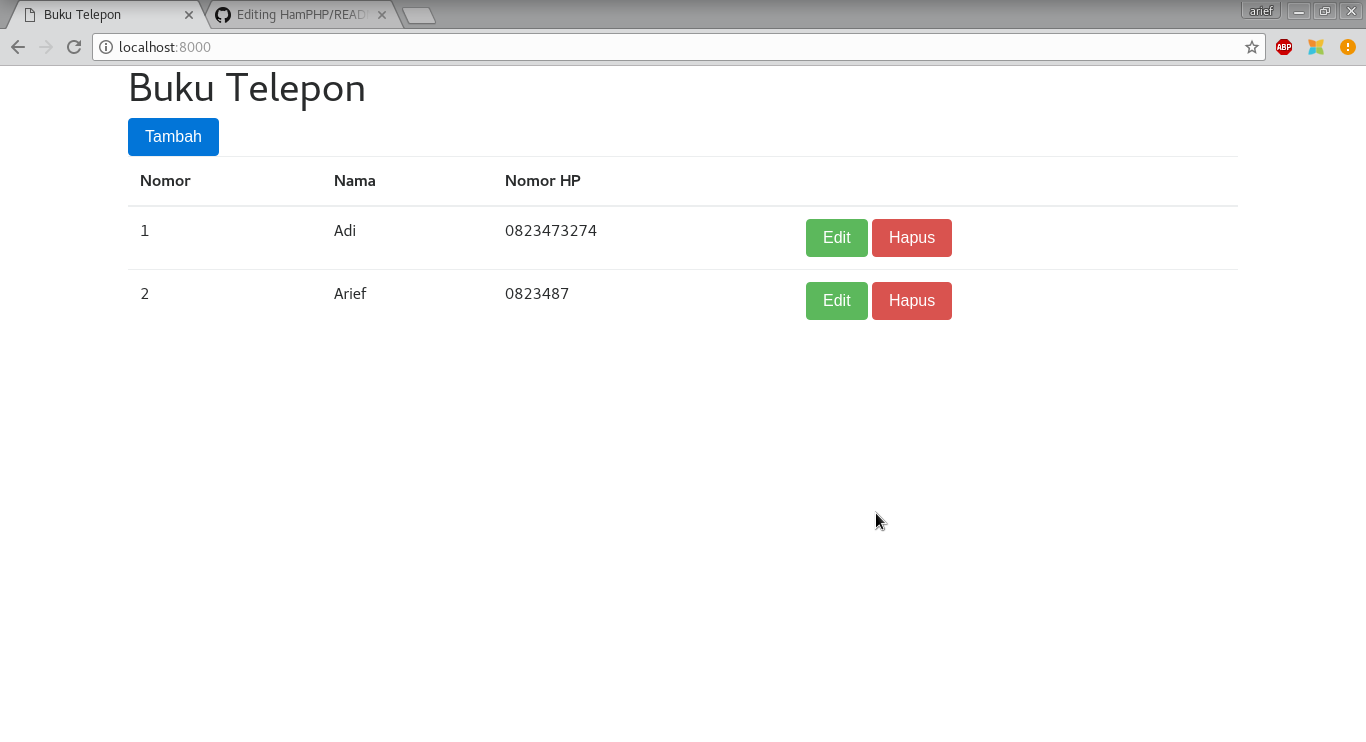 Buku Telepon
Editing HamPHP/READ
arief
localhost:8000
ABP
Buku Telepon
Tambah
Nomor Nama Nomor HP
1 Adi 0823473274 Edit Hapus
2 Arief 0823487 Edit Hapus